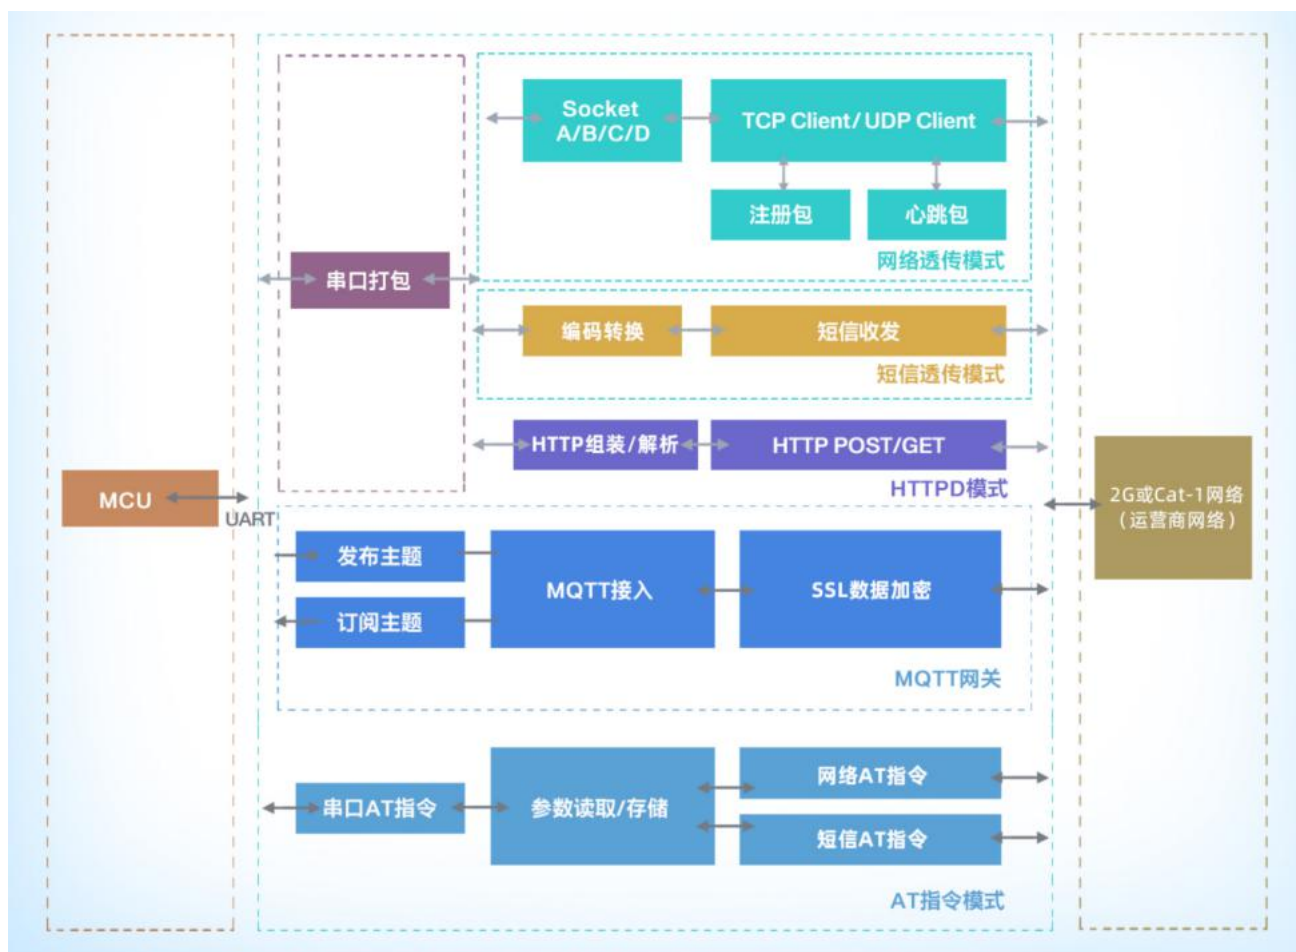 Socket
A/B/C/D
TCP Client/ UDP Client
注册包
心跳包
网络透传模式
串口打包
编码转换
短信收发
短信透传模式
HTTP组装/解析
HTTP POST/GET
HTTPD模式
MCU
UART
2G或Cat-1网络
（运营商网络）
发布主题
订阅主题
MQTT接入
SSL数据加密
MQTT网关
串口AT指令
参数读取/存储
网络AT指令
短信AT指令
AT指令模式